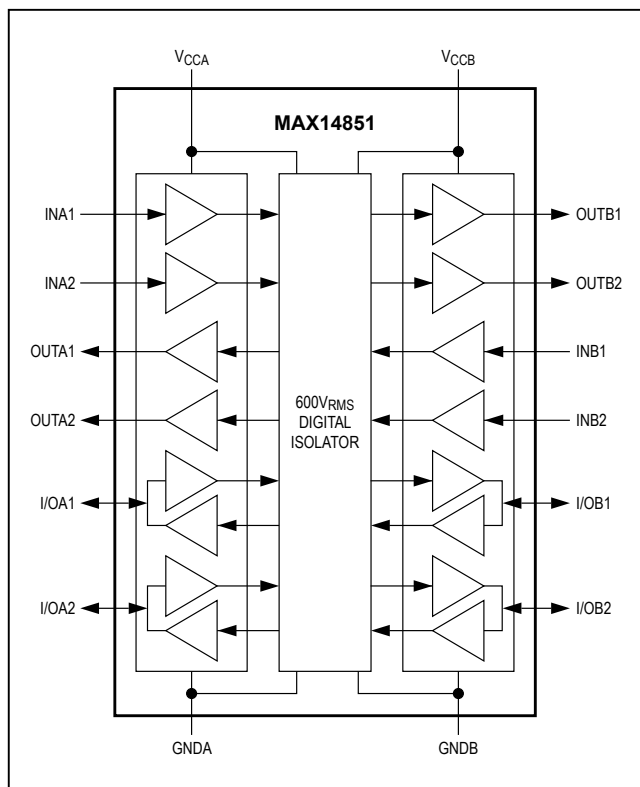 VCCA
VCCB
MAX14851
INA1
OUTB1
INA2
OUTB2
OUTA1
INB1
OUTA2
INB2
600VRMS
DIGITAL
ISOLATOR
I/OA1
I/OB1
I/OA2
I/OB2
GNDA
GNDB